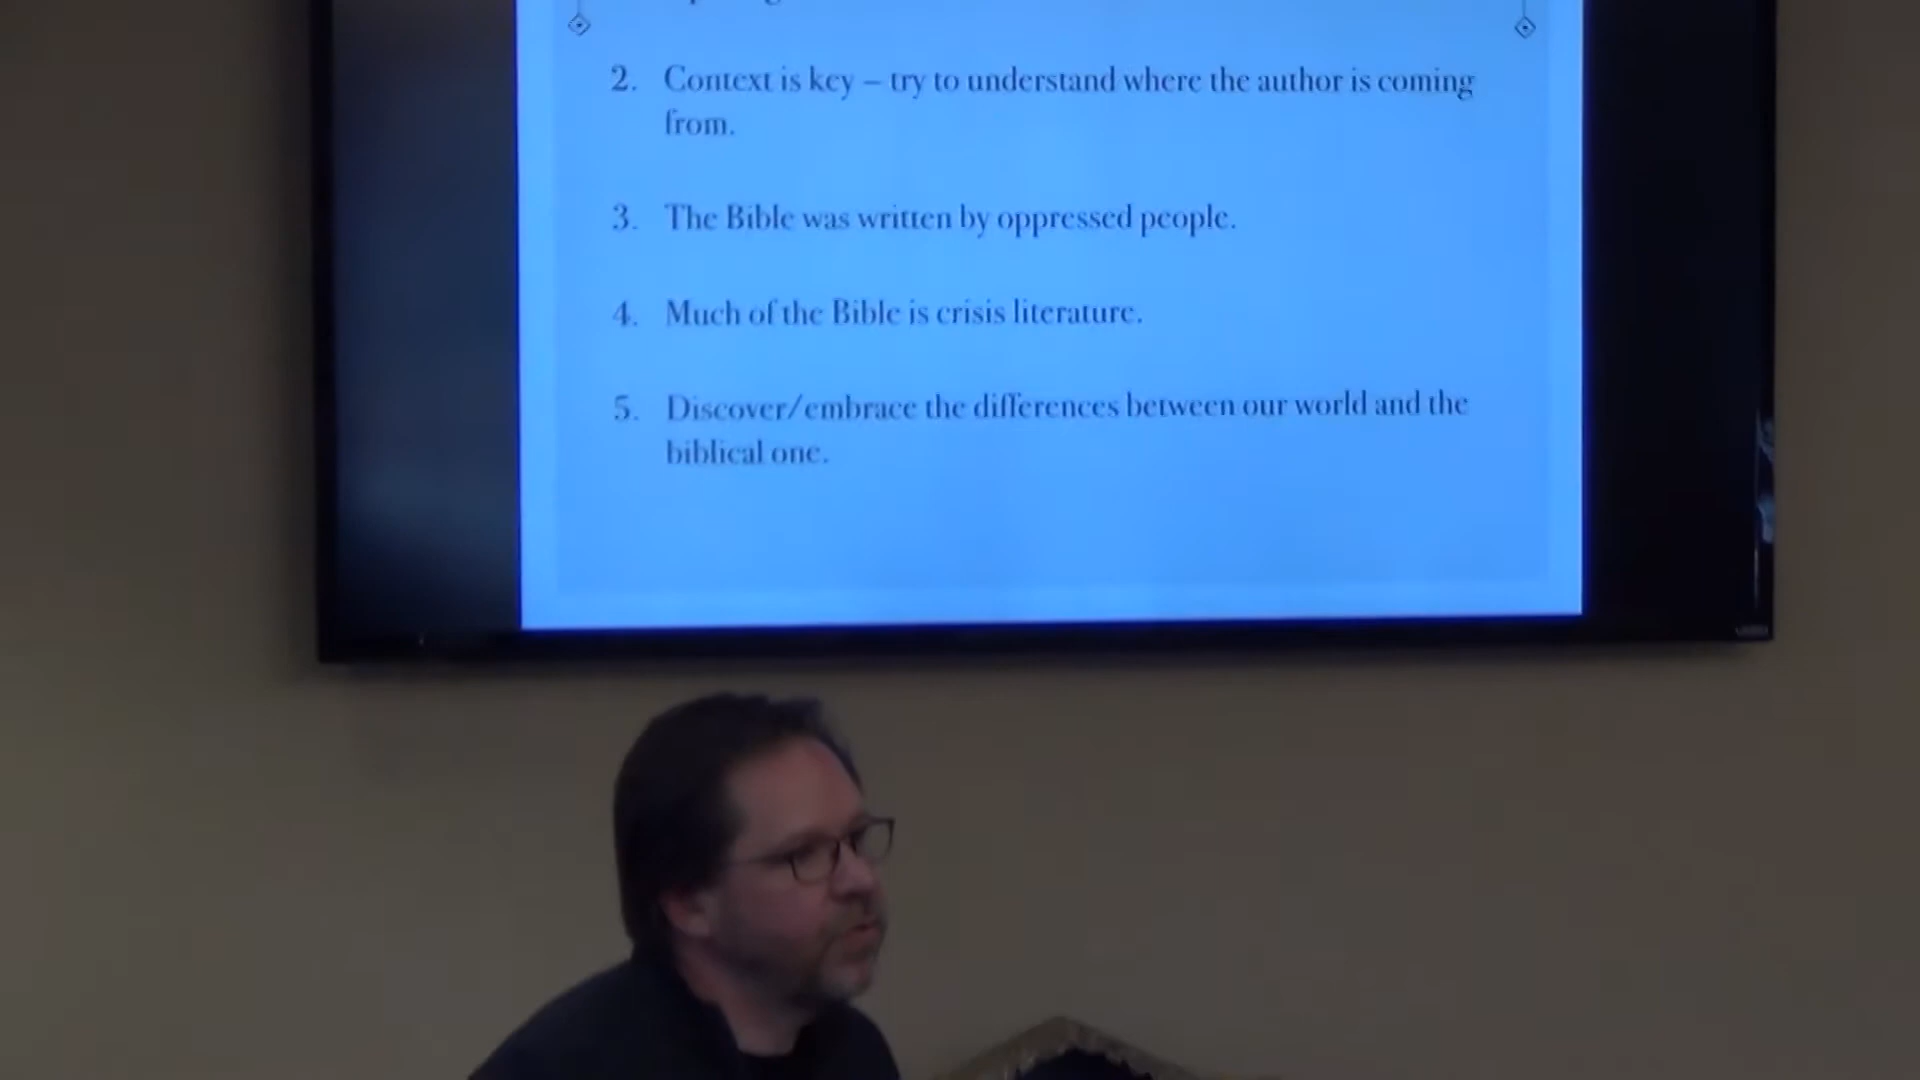 2. Context is key – try to understand where the author is coming
from.
3. The Bible was written by oppressed people.
4. Much of the Bible is crisis literature.
5. Discover/embrace the differences between our world and the
biblical one.